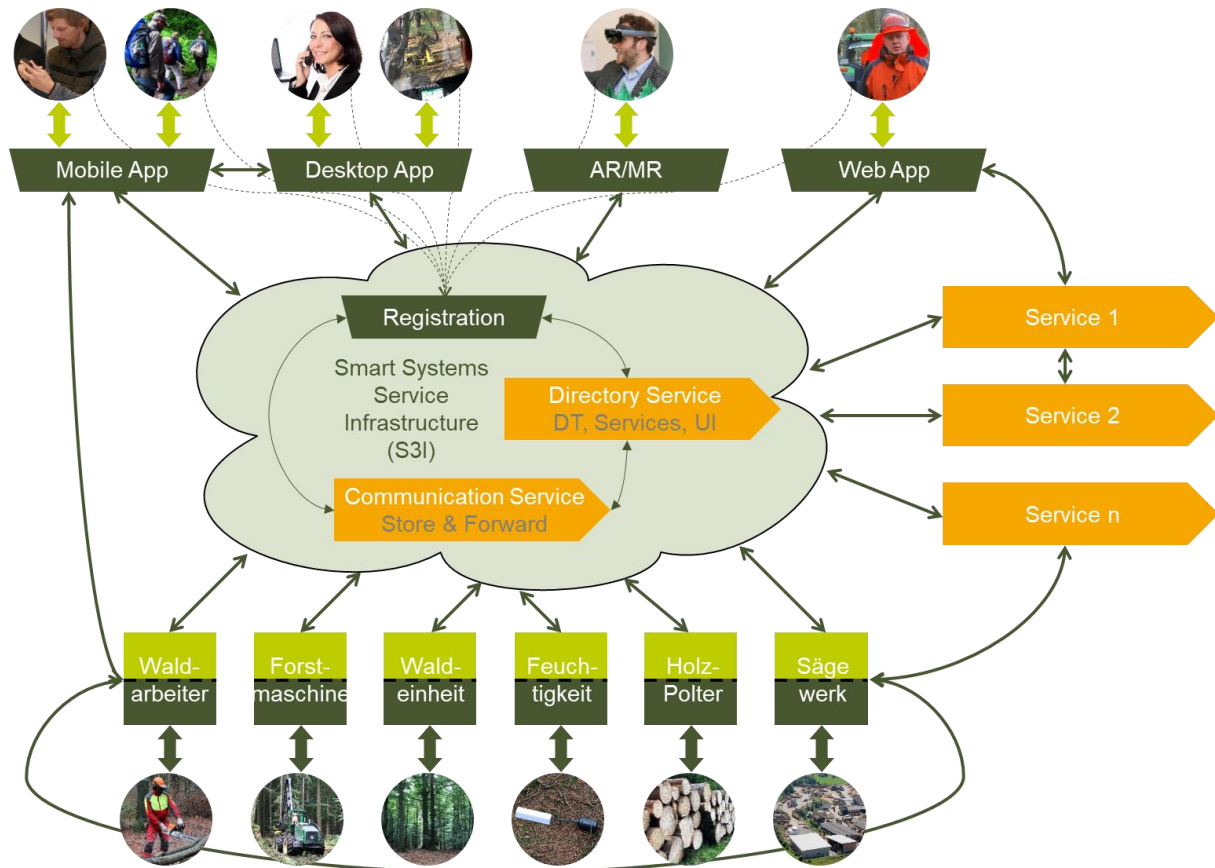 Mobile App
Desktop App
AR/MR
Web App
Registration
Smart Systems
Service
Infrastructure
(S3I)
Directory Service
DT, Services, UI
Communication Service
Store & Forward
Service 1
Service 2
Service n
Wald-
arbeiter
Forst-
maschine
Wald-
einheit
Feuch-
tigkeit
Holz-
Polter
Säge
werk